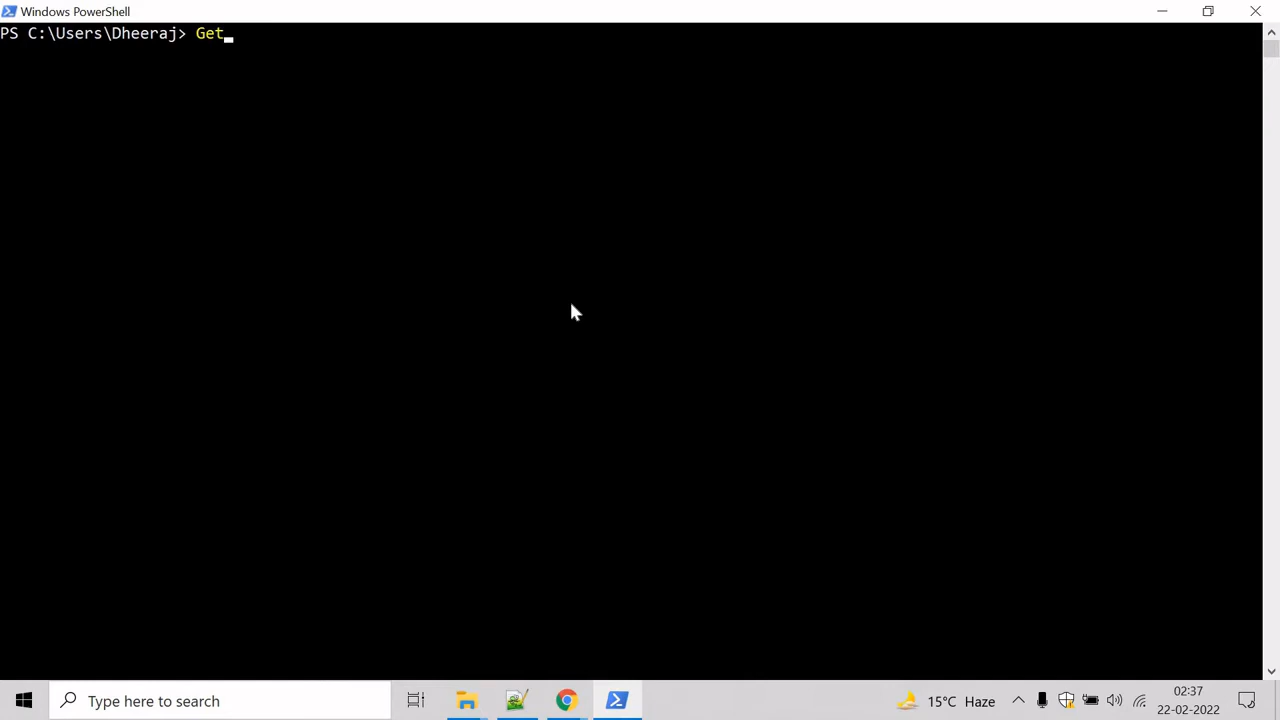 Windows PowerShell
PS C:\Users\Dheeraj> Get
Type here to search
15°C Haze
02:37
22-02-2022